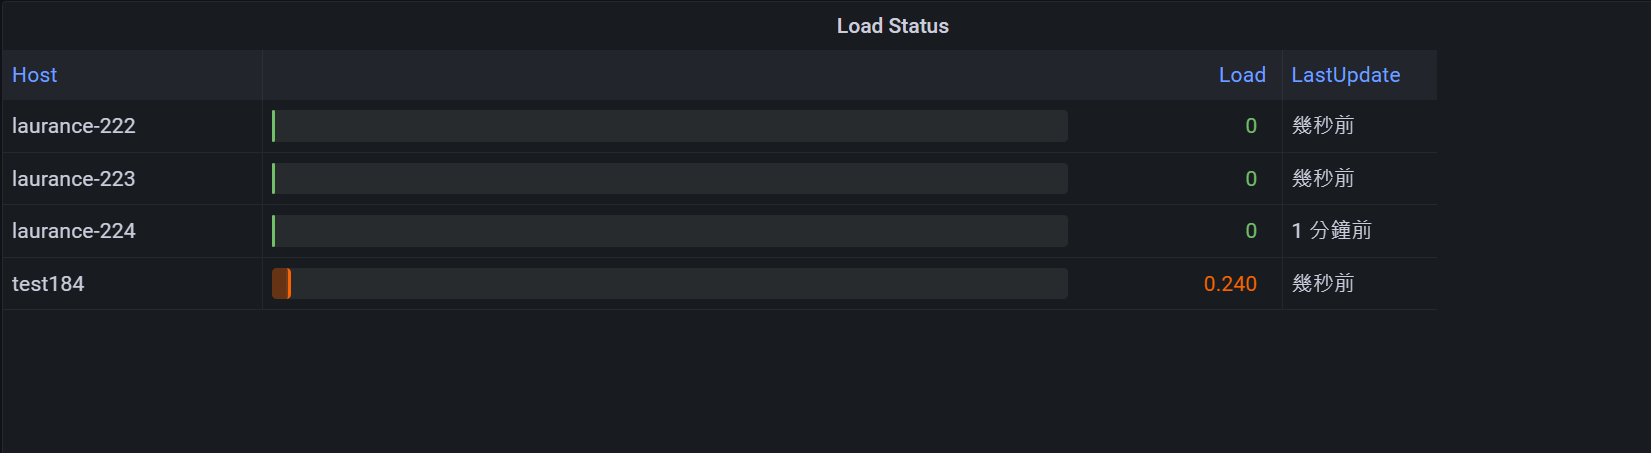 Load Status
Host Load LastUpdate
laurance-222 0 幾秒前
laurance-223 0 幾秒前
laurance-224 0 1 分鐘前
test184 0.240 幾秒前